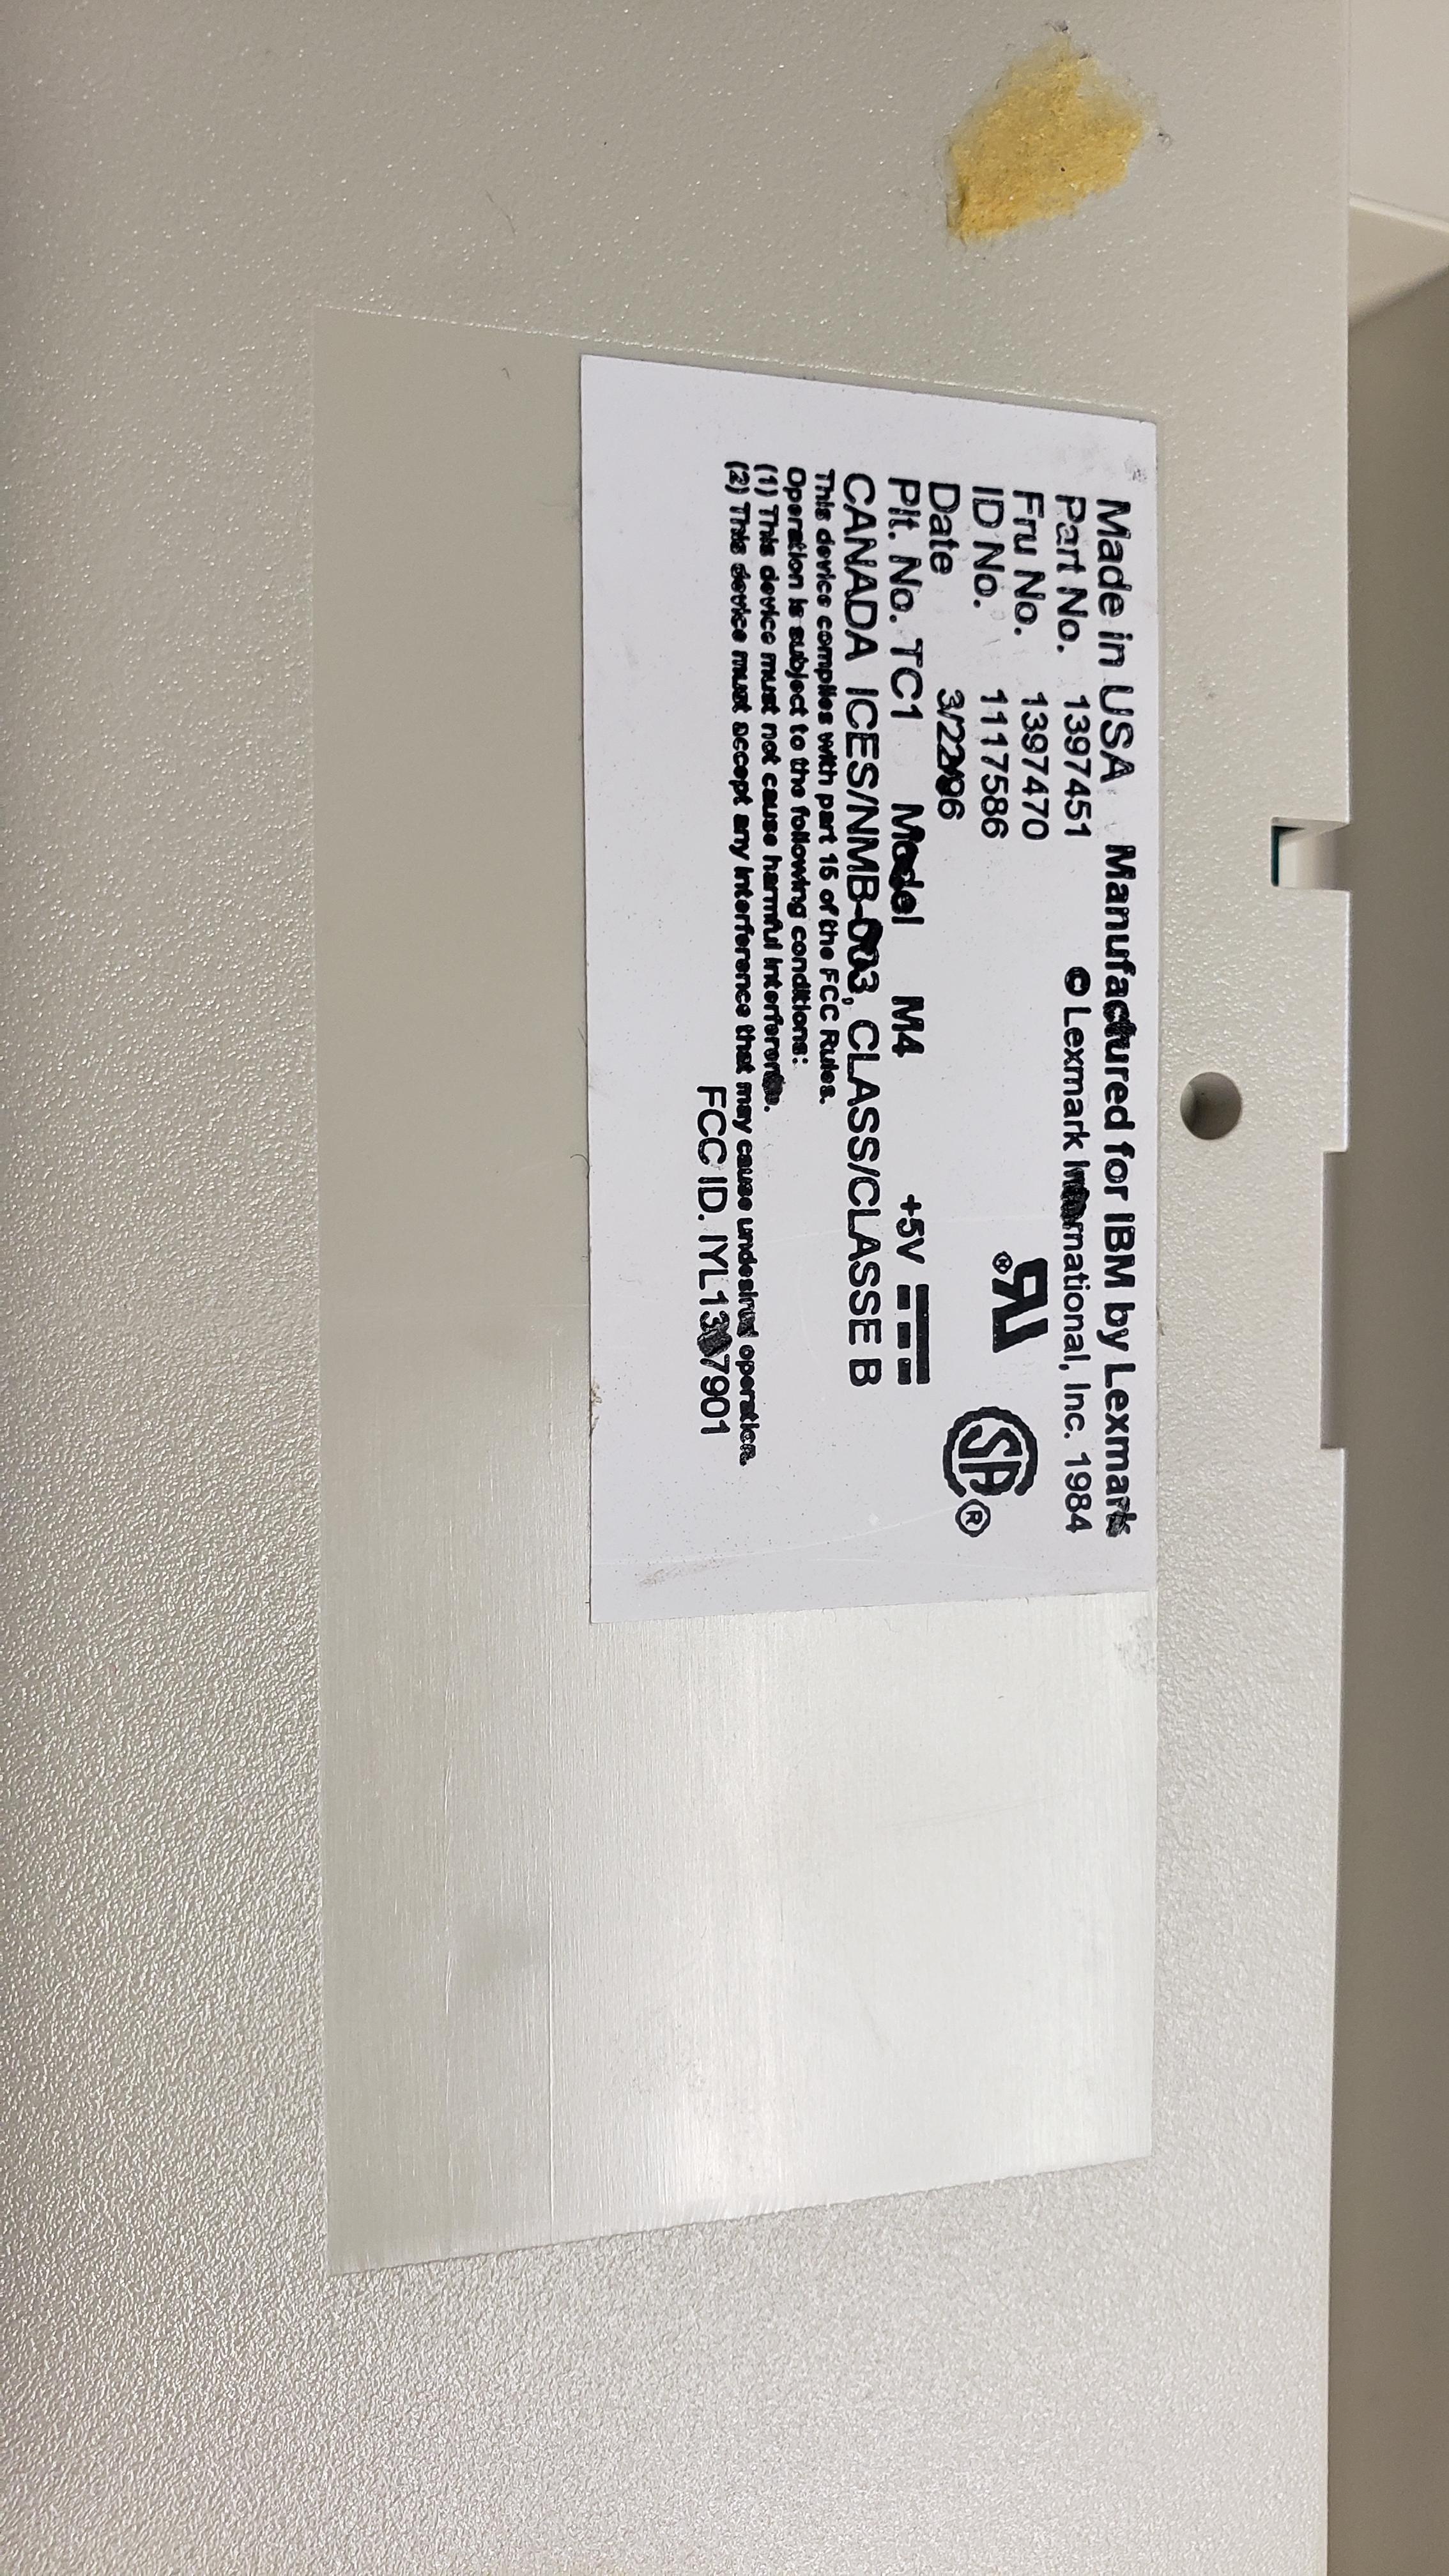 Made in USA Manufactured for IBM by Lexmark
Part No. 1397451 © Lexmark International, Inc. 1984
Fru No. 1397470
ID No. 1117586
Date 3/22/96
Plt. No. TC1 Model M4 +5V
CANADA ICES/NMB-003, CLASS/CLASSE B
This device complies with part 15 of the FCC Rules.
Operation is subject to the following conditions:
(1) This device must not cause harmful interference.
(2) This device must accept any interference that may cause undesired operation.
FCC ID. IYL1397901